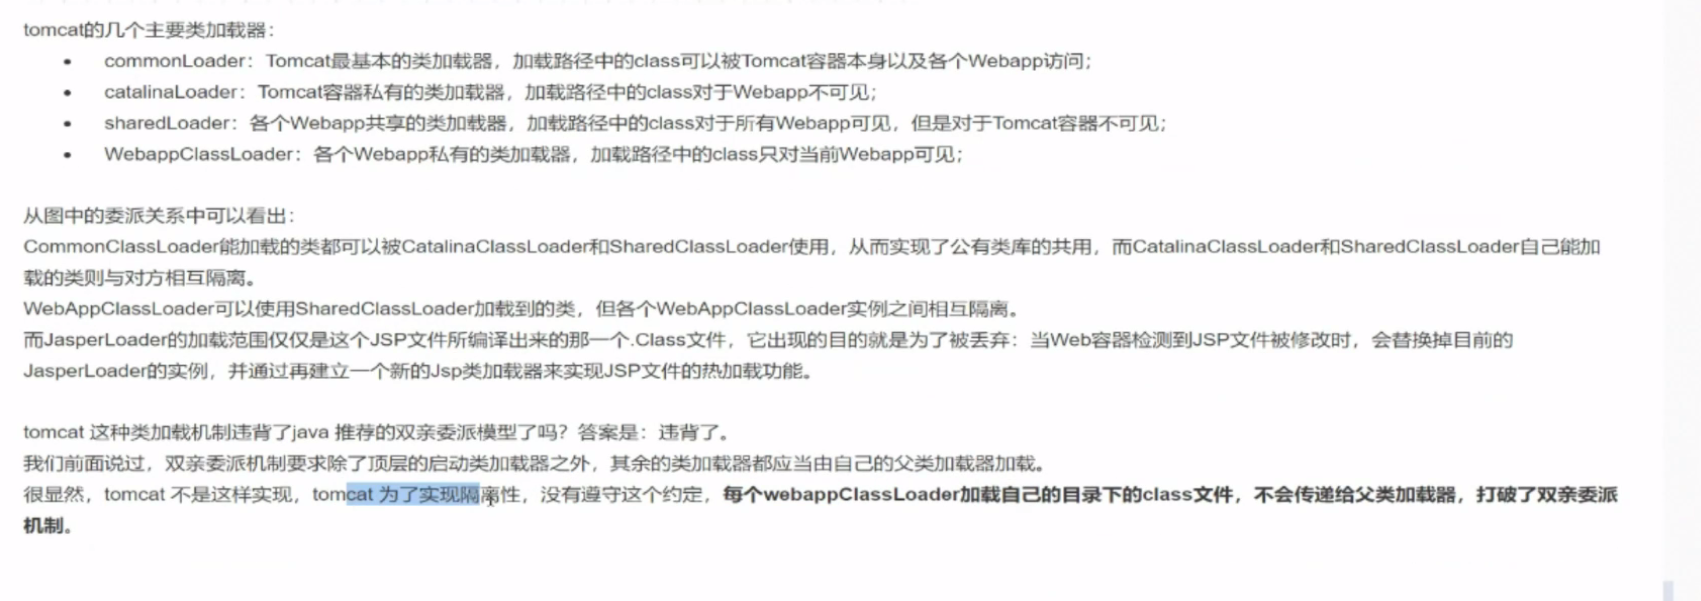 tomcat的几个主要类加载器：
• commonLoader：Tomcat最基本的类加载器，加载路径中的class可以被Tomcat容器本身以及各个Webapp访问；
• catalinaLoader：Tomcat容器私有的类加载器，加载路径中的class对于Webapp不可见；
• sharedLoader：各个Webapp共享的类加载器，加载路径中的class对于所有Webapp可见，但是对于Tomcat容器不可见；
• WebappClassLoader：各个Webapp私有的类加载器，加载路径中的class只对当前Webapp可见；
从图中的委派关系中可以看出：
CommonClassLoader能加载的类都可以被CatalinaClassLoader和SharedClassLoader使用，从而实现了公有类库的共用，而CatalinaClassLoader和SharedClassLoader自己能加
载的类则与对方相互隔离。
WebAppClassLoader可以使用SharedClassLoader加载到的类，但各个WebAppClassLoader实例之间相互隔离。
而JasperLoader的加载范围仅仅是这个JSP文件所编译出来的那一个.Class文件，它出现的目的就是为了被丢弃：当Web容器检测到JSP文件被修改时，会替换掉目前的
JasperLoader的实例，并通过再建立一个新的Jsp类加载器来实现JSP文件的热加载功能。
tomcat 这种类加载机制违背了java 推荐的双亲委派模型了吗？答案是：违背了。
我们前面说过，双亲委派机制要求除了顶层的启动类加载器之外，其余的类加载器都应当由自己的父类加载器加载。
很显然，tomcat 不是这样实现，tomcat 为了实现隔离性，没有遵守这个约定，每个webappClassLoader加载自己的目录下的class文件，不会传递给父类加载器，打破了双亲委派
机制。